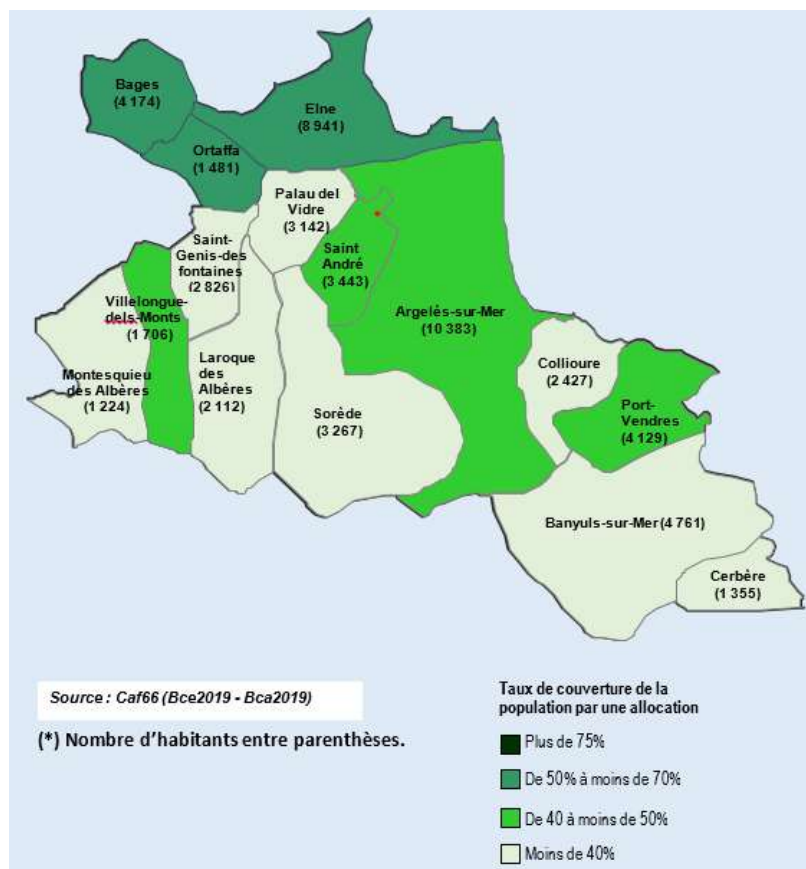 Bages
(4 174)
Elne
(8 941)
Ortaffa
(1 481)
Palau del
Vidre
(3 142)
Saint-
Genis-des
fontaines
(2 826)
Saint
André
(3 443)
Villelongue-
dels-Monts
(1 706)
Argelés-sur-Mer
(10 383)
Collioure
(2 427)
Laroque
des
Albères
(2 112)
Montesquieu
des Albères
(1 224)
Sorède
(3 267)
Port-
Vendres
(4 129)
Banyuls-sur-Mer (4 761)
Cerbère
(1 355)
Source : Caf66 (Bce2019 - Bca2019)
(*) Nombre d'habitants entre parenthèses.
Taux de couverture de la
population par une allocation
Plus de 75%
De 50% à moins de 70%
De 40 à moins de 50%
Moins de 40%